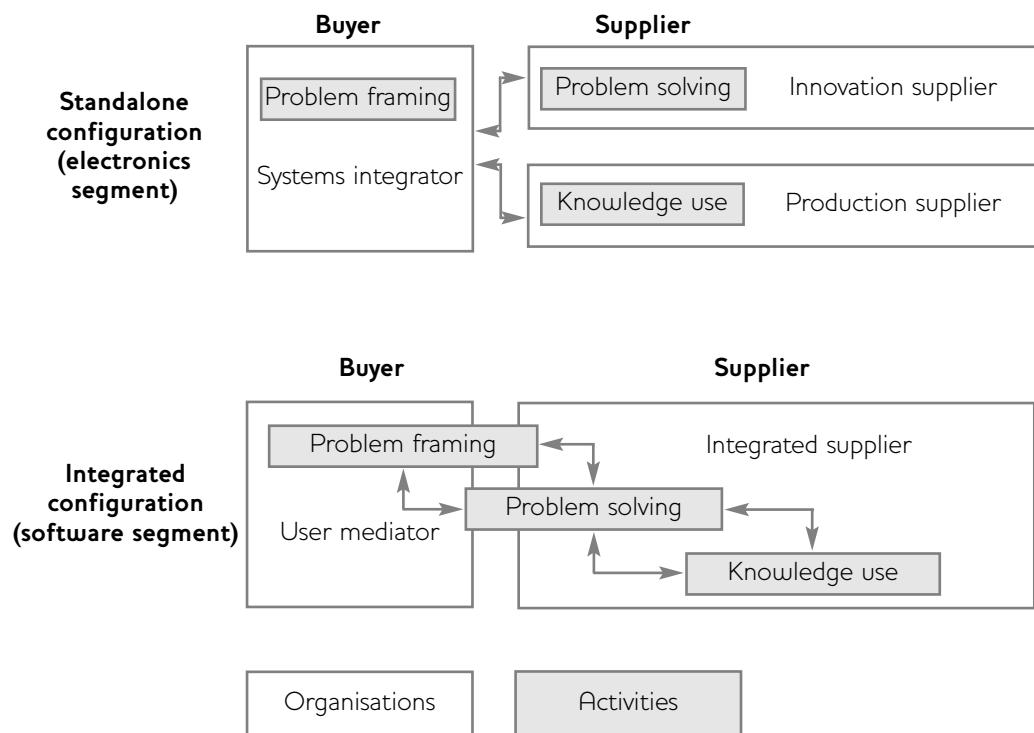 Buyer
Supplier
Standalone
configuration
(electronics
segment)
Problem framing
Systems integrator
Problem solving
Innovation supplier
Knowledge use
Production supplier
Buyer
Supplier
Integrated
configuration
(software segment)
Problem framing
User mediator
Integrated supplier
Problem solving
Knowledge use
Organisations
Activities